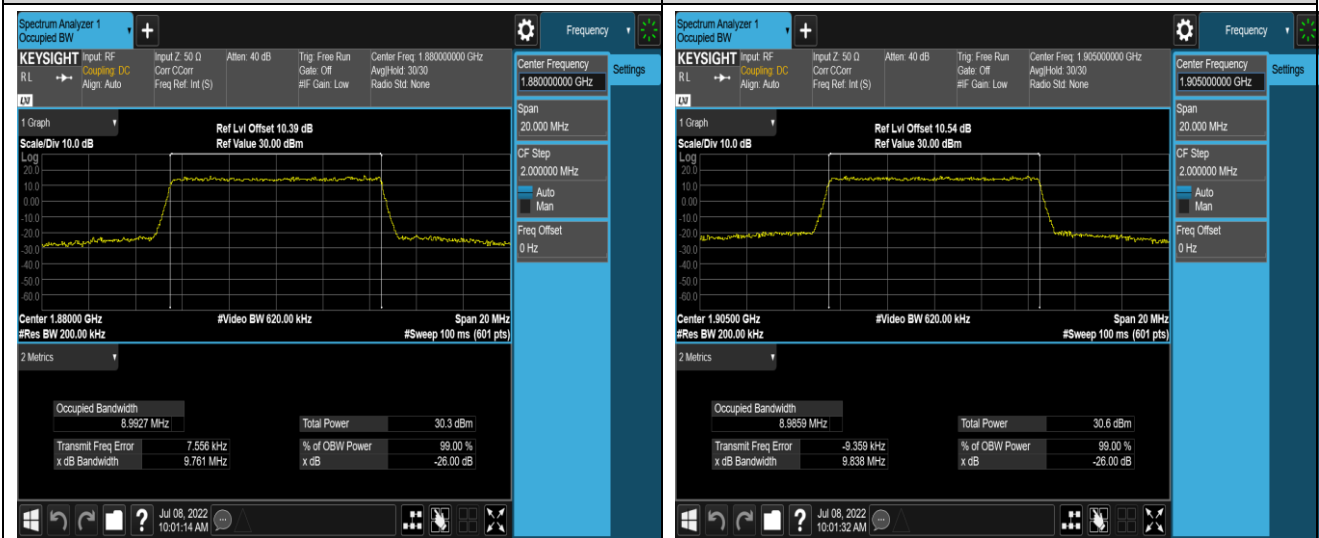 Spectrum Analyzer 1
Occupied BW
+
Frequency
KEYSIGHT
RL
LXI
Input: RF
Coupling: DC
Align: Auto
Input Z: 50 Ω
Corr CCorr
Freq Ref: Int (S)
Atten: 40 dB
Trig: Free Run
Gate: Off
#IF Gain: Low
Center Freq: 1.880000000 GHz
Avg|Hold: 30/30
Radio Std: None
Center Frequency
1.880000000 GHz
Settings
Span
20.000 MHz
CF Step
2.000000 MHz
Auto
Man
Freq Offset
0 Hz
1 Graph
Scale/Div 10.0 dB
Ref Lvl Offset 10.39 dB
Ref Value 30.00 dBm
Log
20.0
10.0
0.00
-10.0
-20.0
-30.0
-40.0
-50.0
-60.0
Center 1.88000 GHz
#Video BW 620.00 kHz
Span 20 MHz
#Res BW 200.00 kHz
#Sweep 100 ms (601 pts)
2 Metrics
Occupied Bandwidth
8.9927 MHz
Total Power 30.3 dBm
Transmit Freq Error 7.556 kHz
% of OBW Power 99.00 %
x dB Bandwidth 9.761 MHz
x dB -26.00 dB
?
Jul 08, 2022
10:01:14 AM
Spectrum Analyzer 1
Occupied BW
+
Frequency
KEYSIGHT
RL
LXI
Input: RF
Coupling: DC
Align: Auto
Input Z: 50 Ω
Corr CCorr
Freq Ref: Int (S)
Atten: 40 dB
Trig: Free Run
Gate: Off
#IF Gain: Low
Center Freq: 1.905000000 GHz
Avg|Hold: 30/30
Radio Std: None
Center Frequency
1.905000000 GHz
Settings
Span
20.000 MHz
CF Step
2.000000 MHz
Auto
Man
Freq Offset
0 Hz
1 Graph
Scale/Div 10.0 dB
Ref Lvl Offset 10.54 dB
Ref Value 30.00 dBm
Log
20.0
10.0
0.00
-10.0
-20.0
-30.0
-40.0
-50.0
-60.0
Center 1.90500 GHz
#Video BW 620.00 kHz
Span 20 MHz
#Res BW 200.00 kHz
#Sweep 100 ms (601 pts)
2 Metrics
Occupied Bandwidth
8.9859 MHz
Total Power 30.6 dBm
Transmit Freq Error -9.359 kHz
% of OBW Power 99.00 %
x dB Bandwidth 9.838 MHz
x dB -26.00 dB
?
Jul 08, 2022
10:01:32 AM